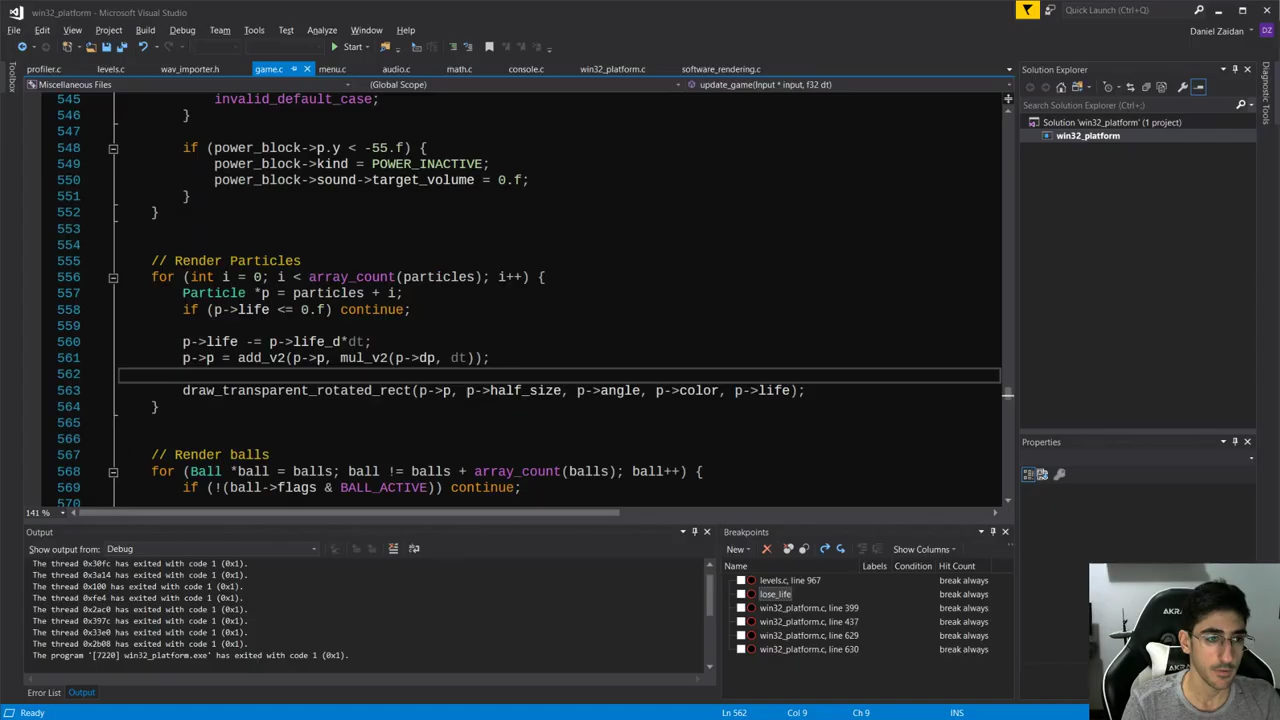 win32_platform - Microsoft Visual Studio
Quick Launch (Ctrl+Q)
File Edit View Project Build Debug Team Tools Test Analyze Window Help
Daniel Zaidan DZ
Start
profiler.c levels.c wav_importer.h game.c menu.c audio.c math.c console.c win32_platform.c software_rendering.c
Miscellaneous Files (Global Scope) update_game(Input * input, f32 dt)
Toolbox
545 invalid_default_case;
546 }
547
548 if (power_block->p.y < -55.f) {
549 power_block->kind = POWER_INACTIVE;
550 power_block->sound->target_volume = 0.f;
551 }
552 }
553
554
555 // Render Particles
556 for (int i = 0; i < array_count(particles); i++) {
557 Particle *p = particles + i;
558 if (p->life <= 0.f) continue;
559
560 p->life -= p->life_d*dt;
561 p->p = add_v2(p->p, mul_v2(p->dp, dt));
562
563 draw_transparent_rotated_rect(p->p, p->half_size, p->angle, p->color, p->life);
564 }
565
566
567 // Render balls
568 for (Ball *ball = balls; ball != balls + array_count(balls); ball++) {
569 if (!(ball->flags & BALL_ACTIVE)) continue;
570
141 %
Solution Explorer
Search Solution Explorer (Ctrl+;)
Solution 'win32_platform' (1 project)
win32_platform
Diagnostic Tools
Properties
Output
Show output from: Debug
The thread 0x30fc has exited with code 1 (0x1).
The thread 0x3a14 has exited with code 1 (0x1).
The thread 0x100 has exited with code 1 (0x1).
The thread 0xfe4 has exited with code 1 (0x1).
The thread 0x2ac0 has exited with code 1 (0x1).
The thread 0x397c has exited with code 1 (0x1).
The thread 0x33e0 has exited with code 1 (0x1).
The thread 0x2b08 has exited with code 1 (0x1).
The program '[7220] win32_platform.exe' has exited with code 1 (0x1).
Error List Output
Breakpoints
New Show Columns
Name Labels Condition Hit Count
levels.c, line 967 break always
lose_life break always
win32_platform.c, line 399 break always
win32_platform.c, line 437 break always
win32_platform.c, line 629 break always
win32_platform.c, line 630 break always
Ready Ln 562 Col 9 Ch 9 INS